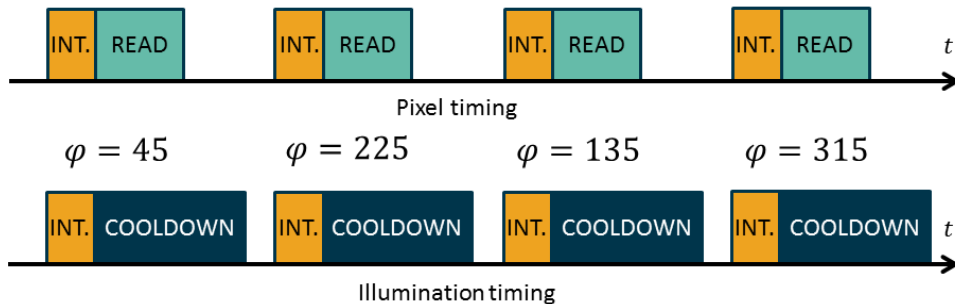 INT. READ INT. READ INT. READ INT. READ
t
Pixel timing
φ = 45 φ = 225 φ = 135 φ = 315
INT. COOLDOWN INT. COOLDOWN INT. COOLDOWN INT. COOLDOWN
t
Illumination timing